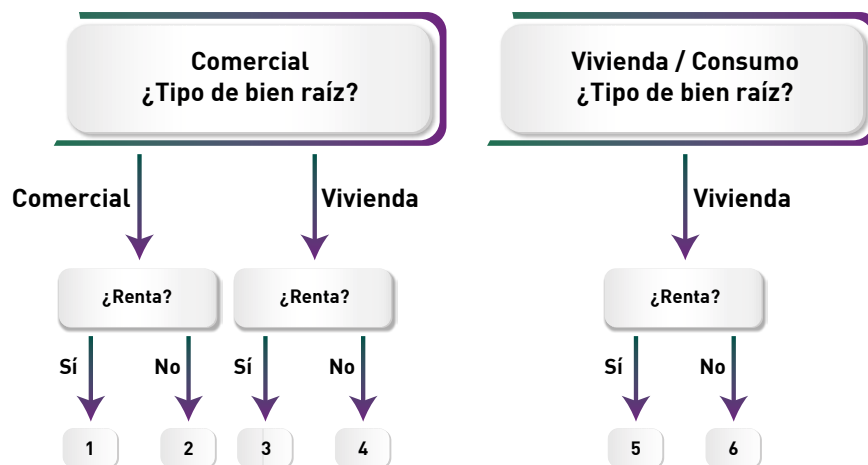 Comercial
¿Tipo de bien raíz?
Vivienda / Consumo
¿Tipo de bien raíz?
Comercial
Vivienda
Vivienda
¿Renta?
¿Renta?
¿Renta?
Sí
No
Sí
No
Sí
No
1
2
3
4
5
6